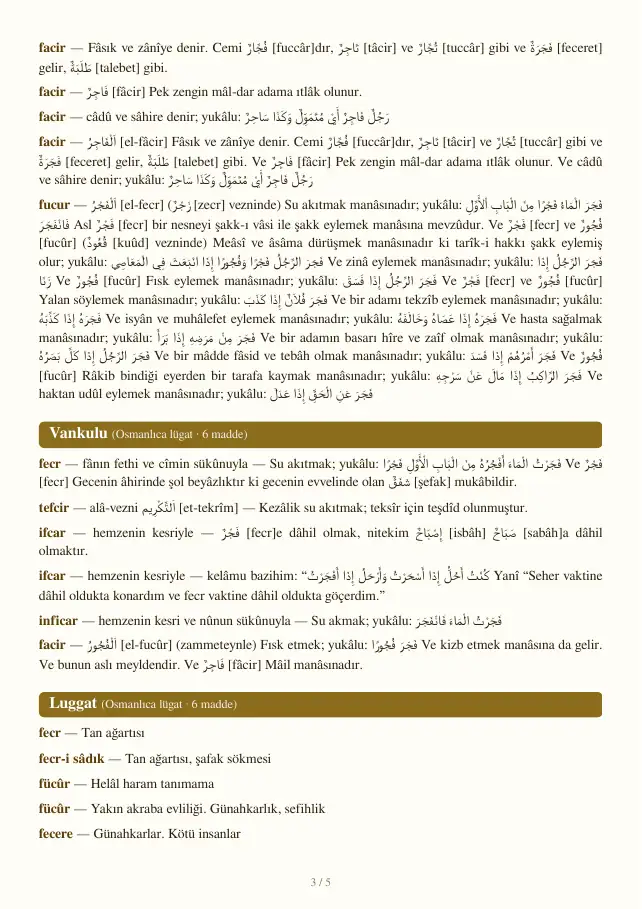 facir — Fâsık ve zânîye denir. Cemi فُجَّارٌ [fuccâr]dır, تَاجِرٌ [tâcir] ve تُجَّارٌ [tuccâr] gibi ve فَجَرَةٌ [feceret]
gelir, طَلَبَةٌ [talebet] gibi.
facir — فَاجِرٌ [fâcir] Pek zengin mâl-dar adama ıtlâk olunur.
facir — câdû ve sâhire denir; yukâlu: رَجُلٌ فَاجِرٌ أَيْ مُتَمَوِّلٌ وَكَذَا سَاحِرٌ
facir — اَلْفَاجِرُ [el-fâcir] Fâsık ve zânîye denir. Cemi فُجَّارٌ [fuccâr]dır, تَاجِرٌ [tâcir] ve تُجَّارٌ [tuccâr] gibi ve
فَجَرَةٌ [feceret] gelir, طَلَبَةٌ [talebet] gibi. Ve فَاجِرٌ [fâcir] Pek zengin mâl-dar adama ıtlâk olunur. Ve câdû
ve sâhire denir; yukâlu: رَجُلٌ فَاجِرٌ أَيْ مُتَمَوِّلٌ وَكَذَا سَاحِرٌ
fucur — اَلْفَجْرُ [el-fecr] (زَجْرٌ [zecr] vezninde) Su akıtmak manâsınadır; yukâlu: فَجَرَ الْمَاءَ فَجْرًا مِنَ الْبَابِ الْأَوَّلِ
فَانْفَجَرَ Asl فَجْرٌ [fecr] bir nesneyi şakk-ı vâsi ile şakk eylemek manâsına mevzûdur. Ve فَجْرٌ [fecr] ve فُجُورٌ
[fucûr] (قُعُودٌ [kuûd] vezninde) Meâsî ve âsâma dürüşmek manâsınadır ki tarîk-i hakkı şakk eylemiş
olur; yukâlu: فَجَرَ الرَّجُلُ فَجْرًا وَفُجُورًا إِذَا انْبَعَثَ فِي الْمَعَاصِي Ve zinâ eylemek manâsınadır; yukâlu: فَجَرَ الرَّجُلُ إِذَا
زَنَا Ve فُجُورٌ [fucûr] Fısk eylemek manâsınadır; yukâlu: فَجَرَ الرَّجُلُ إِذَا فَسَقَ Ve فَجْرٌ [fecr] ve فُجُورٌ [fucûr]
Yalan söylemek manâsınadır; yukâlu: فَجَرَ فُلَانٌ إِذَا كَذَبَ Ve bir adamı tekzîb eylemek manâsınadır; yukâlu:
فَجَرَهُ إِذَا كَذَّبَهُ Ve isyân ve muhâlefet eylemek manâsınadır; yukâlu: فَجَرَهُ إِذَا عَصَاهُ وَخَالَفَهُ Ve hasta sağalmak
manâsınadır; yukâlu: فَجَرَ مِنْ مَرَضِهِ إِذَا بَرَأَ Ve bir adamın basarı hîre ve zaîf olmak manâsınadır; yukâlu:
فَجَرَ الرَّجُلُ إِذَا كَلَّ بَصَرُهُ Ve bir mâdde fâsid ve tebâh olmak manâsınadır; yukâlu: فَجَرَ أَمْرُهُمْ إِذَا فَسَدَ Ve فُجُورٌ
[fucûr] Râkib bindiği eyerden bir tarafa kaymak manâsınadır; yukâlu: فَجَرَ الرَّاكِبُ إِذَا مَالَ عَنْ سَرْجِهِ Ve
haktan udûl eylemek manâsınadır; yukâlu: فَجَرَ عَنِ الْحَقِّ إِذَا عَدَلَ
Vankulu (Osmanlıca lügat · 6 madde)
fecr — fânın fethi ve cîmin sükûnuyla — Su akıtmak; yukâlu: فَجَرْتُ الْمَاءَ أَفْجُرُهُ مِنَ الْبَابِ الْأَوَّلِ فَجْرًا Ve فَجْرٌ
[fecr] Gecenin âhirinde şol beyâzlıktır ki gecenin evvelinde olan شَفَقٌ [şefak] mukâbildir.
tefcir — alâ-vezni اَلتَّكْرِيمِ [et-tekrîm] — Kezâlik su akıtmak; teksîr için teşdîd olunmuştur.
ifcar — hemzenin kesriyle — فَجْرٌ [fecr]e dâhil olmak, nitekim إِصْبَاحٌ [isbâh] صَبَاحٌ [sabâh]a dâhil
olmaktır.
ifcar — hemzenin kesriyle — kelâmu bazihim: “كُنْتُ أَحُلُّ إِذَا أَسْحَرْتُ وَأَرْحَلُ إِذَا أَفْجَرْتُ Yanî “Seher vaktine
dâhil oldukta konardım ve fecr vaktine dâhil oldukta göçerdim.”
inficar — hemzenin kesri ve nûnun sükûnuyla — Su akmak; yukâlu: فَجَرْتُ الْمَاءَ فَانْفَجَرَ
facir — اَلْفُجُورُ [el-fucûr] (zammeteynle) Fısk etmek; yukâlu: فَجَرَ فُجُورًا Ve kizb etmek manâsına da gelir.
Ve bunun aslı meyldendir. Ve فَاجِرٌ [fâcir] Mâil manâsınadır.
Luggat (Osmanlıca lügat · 6 madde)
fecr — Tan ağartısı
fecr-i sâdık — Tan ağartısı, şafak sökmesi
fücûr — Helâl haram tanımama
fücûr — Yakın akraba evliliği. Günahkarlık, sefihlik
fecere — Günahkarlar. Kötü insanlar
3 / 5